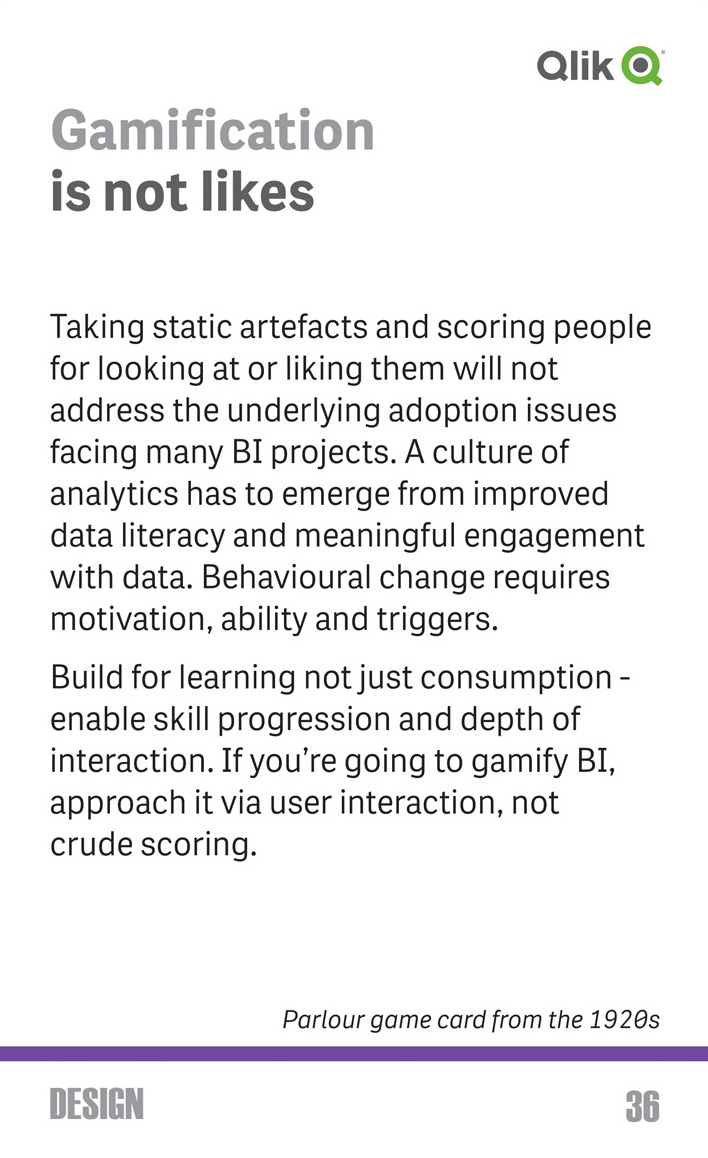 Qlik
Gamification
is not likes
Taking static artefacts and scoring people
for looking at or liking them will not
address the underlying adoption issues
facing many BI projects. A culture of
analytics has to emerge from improved
data literacy and meaningful engagement
with data. Behavioural change requires
motivation, ability and triggers.
Build for learning not just consumption -
enable skill progression and depth of
interaction. If you’re going to gamify BI,
approach it via user interaction, not
crude scoring.
Parlour game card from the 1920s
DESIGN
36